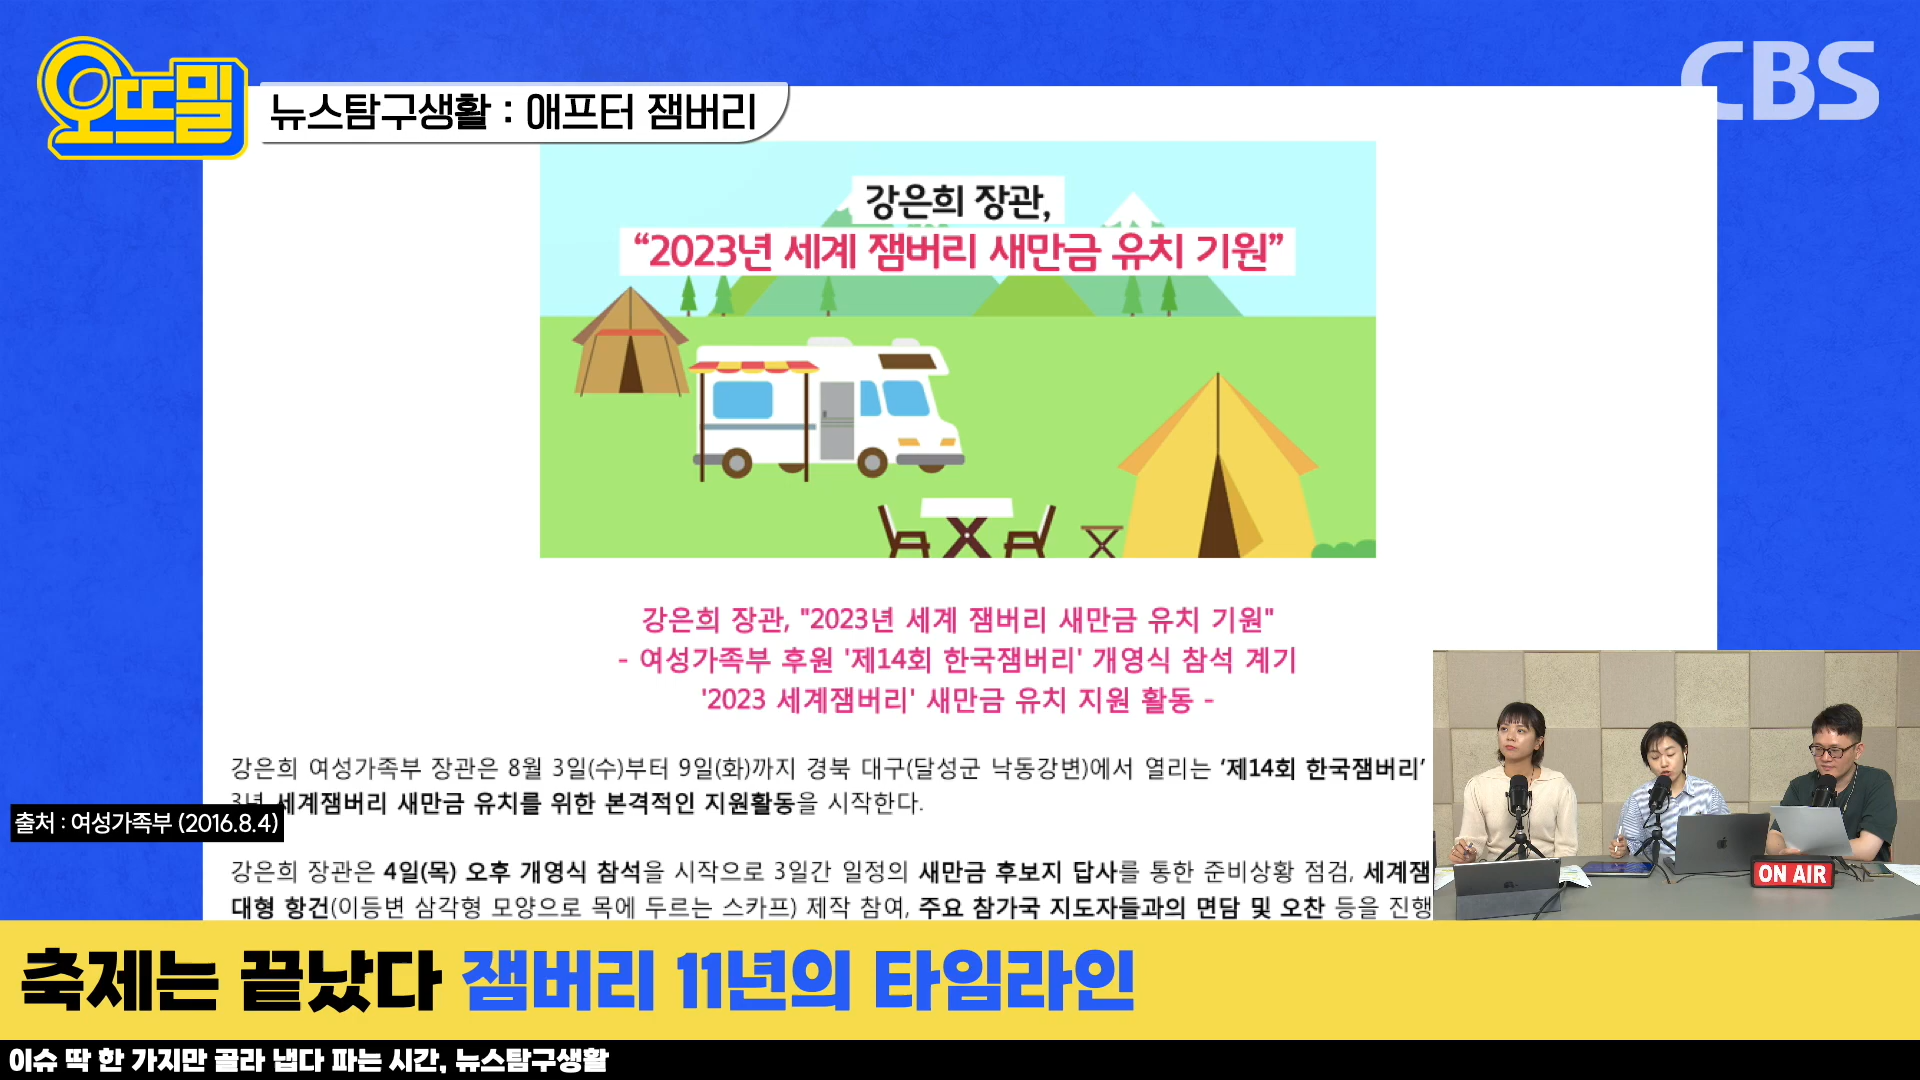 오뜨밀
뉴스탐구생활 : 애프터 잼버리
CBS
강은희 장관,
“2023년 세계 잼버리 새만금 유치 기원”
강은희 장관, "2023년 세계 잼버리 새만금 유치 기원"
- 여성가족부 후원 '제14회 한국잼버리' 개영식 참석 계기
'2023 세계잼버리' 새만금 유치 지원 활동 -
강은희 여성가족부 장관은 8월 3일(수)부터 9일(화)까지 경북 대구(달성군 낙동강변)에서 열리는 ‘제14회 한국잼버리’
3년 세계잼버리 새만금 유치를 위한 본격적인 지원활동을 시작한다.
출처 : 여성가족부 (2016.8.4)
강은희 장관은 4일(목) 오후 개영식 참석을 시작으로 3일간 일정의 새만금 후보지 답사를 통한 준비상황 점검, 세계잼
대형 항건(이등변 삼각형 모양으로 목에 두르는 스카프) 제작 참여, 주요 참가국 지도자들과의 면담 및 오찬 등을 진행
ON AIR
축제는 끝났다 잼버리 11년의 타임라인
이슈 딱 한 가지만 골라 냅다 파는 시간, 뉴스탐구생활